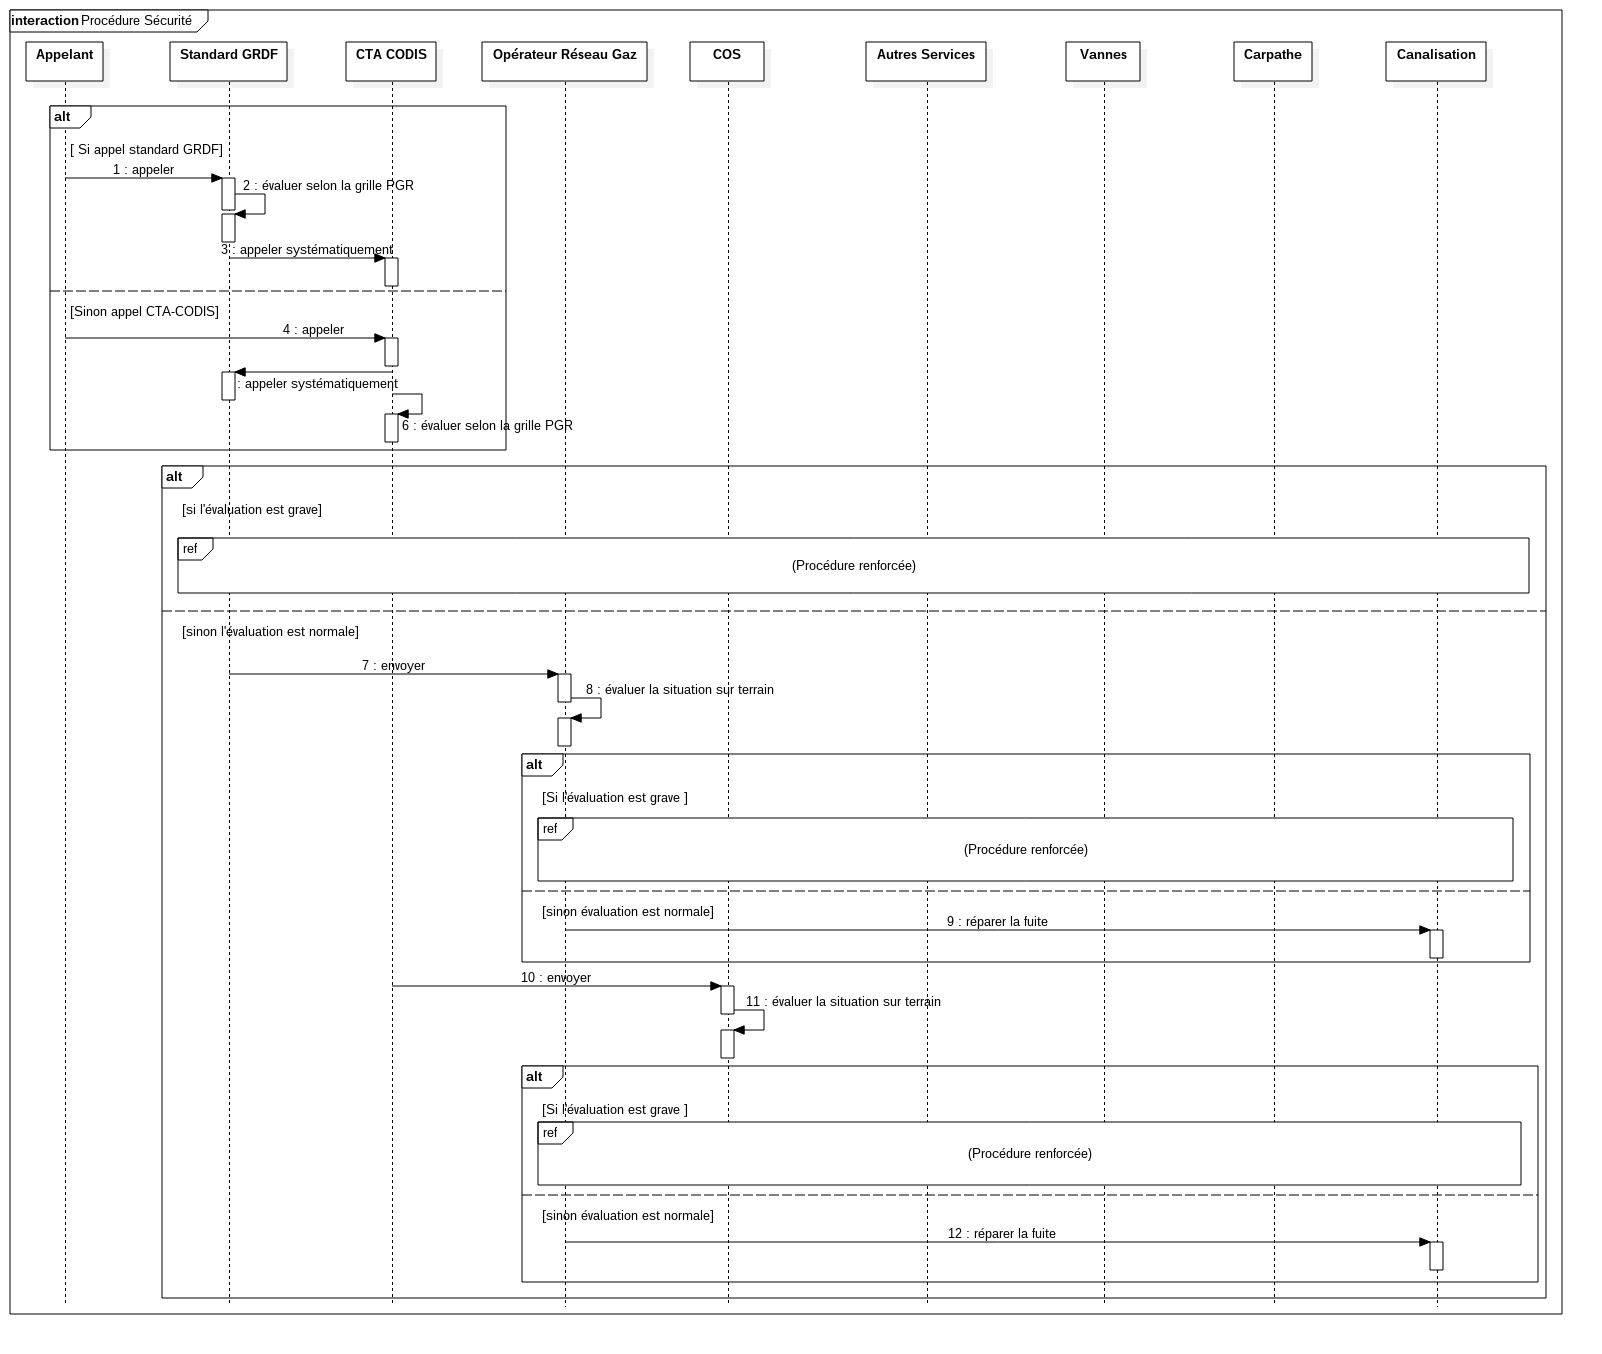 interaction Procédure Sécurité
Appelant
Standard GRDF
CTA CODIS
Opérateur Réseau Gaz
COS
Autres Services
Vannes
Carpathe
Canalisation
alt
[ Si appel standard GRDF]
1 : appeler
2 : évaluer selon la grille PGR
3 : appeler systématiquement
[Sinon appel CTA-CODIS]
4 : appeler
: appeler systématiquement
6 : évaluer selon la grille PGR
alt
[si l'évaluation est grave]
ref
(Procédure renforcée)
[sinon l'évaluation est normale]
7 : envoyer
8 : évaluer la situation sur terrain
alt
[Si l'évaluation est grave ]
ref
(Procédure renforcée)
[sinon évaluation est normale]
9 : réparer la fuite
10 : envoyer
11 : évaluer la situation sur terrain
alt
[Si l'évaluation est grave ]
ref
(Procédure renforcée)
[sinon évaluation est normale]
12 : réparer la fuite